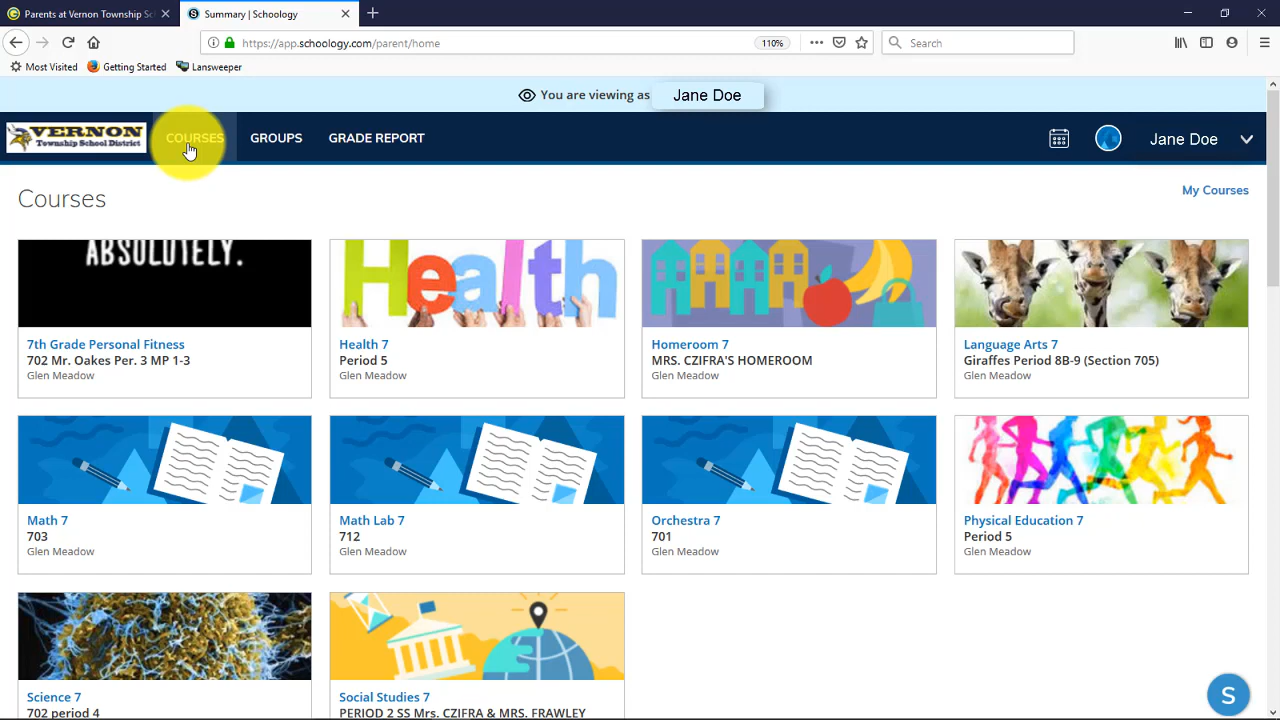 Parents at Vernon Township Sc
Summary | Schoology
https://app.schoology.com/parent/home
110%
Search
Most Visited
Getting Started
Lansweeper
You are viewing as
Jane Doe
VERNON
Township School District
COURSES
GROUPS
GRADE REPORT
Jane Doe
Courses
My Courses
ABSOLUTELY.
7th Grade Personal Fitness
702 Mr. Oakes Per. 3 MP 1-3
Glen Meadow
Health
Health 7
Period 5
Glen Meadow
Homeroom 7
MRS. CZIFRA'S HOMEROOM
Glen Meadow
Language Arts 7
Giraffes Period 8B-9 (Section 705)
Glen Meadow
Math 7
703
Glen Meadow
Math Lab 7
712
Glen Meadow
Orchestra 7
701
Glen Meadow
Physical Education 7
Period 5
Glen Meadow
Science 7
702 period 4
Social Studies 7
PERIOD 2 SS Mrs. CZIFRA & MRS. FRAWLEY
S